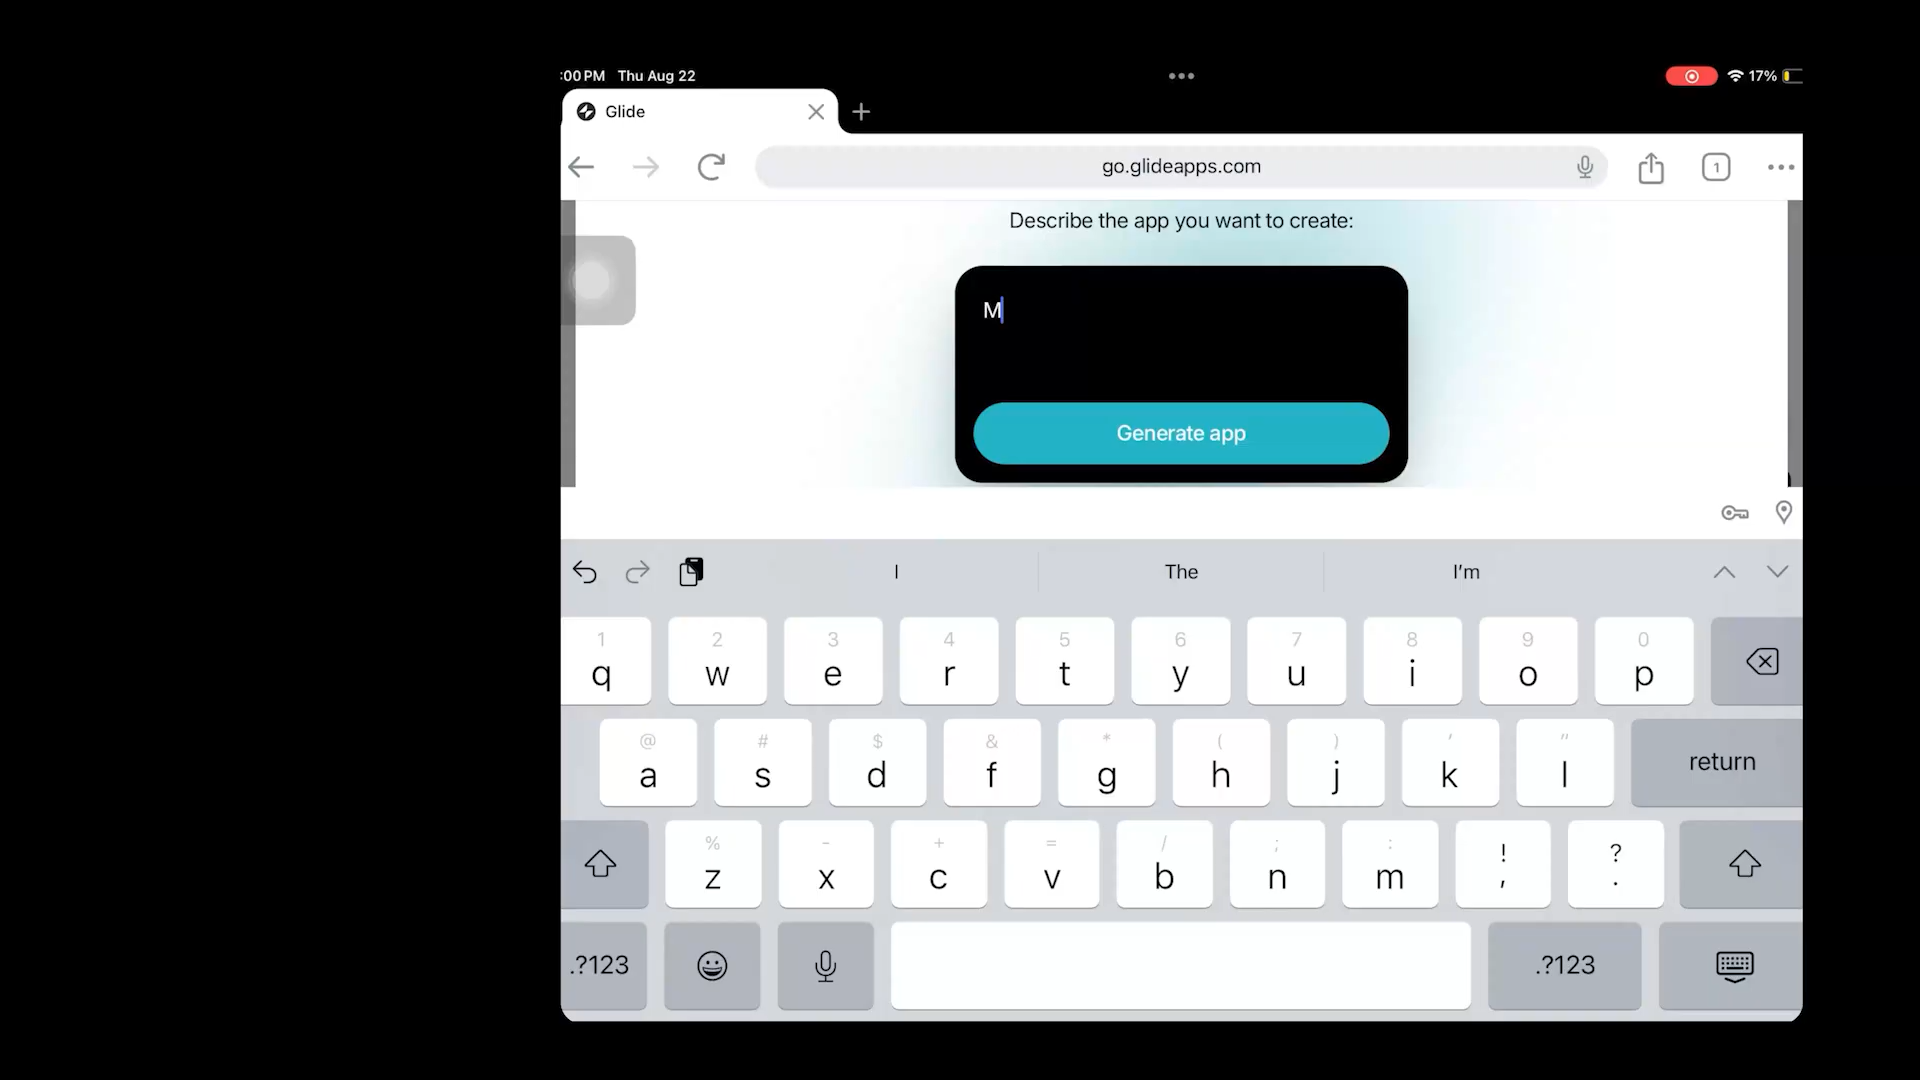 :00 PM Thu Aug 22
17%
Glide
go.glideapps.com
1
Describe the app you want to create:
M
Generate app
I The I'm
1 2 3 4 5 6 7 8 9 0
q w e r t y u i o p
@ # $ & * ( ) ' "
a s d f g h j k l return
% - + = / ; : ! ?
z x c v b n m , .
.?123 .?123